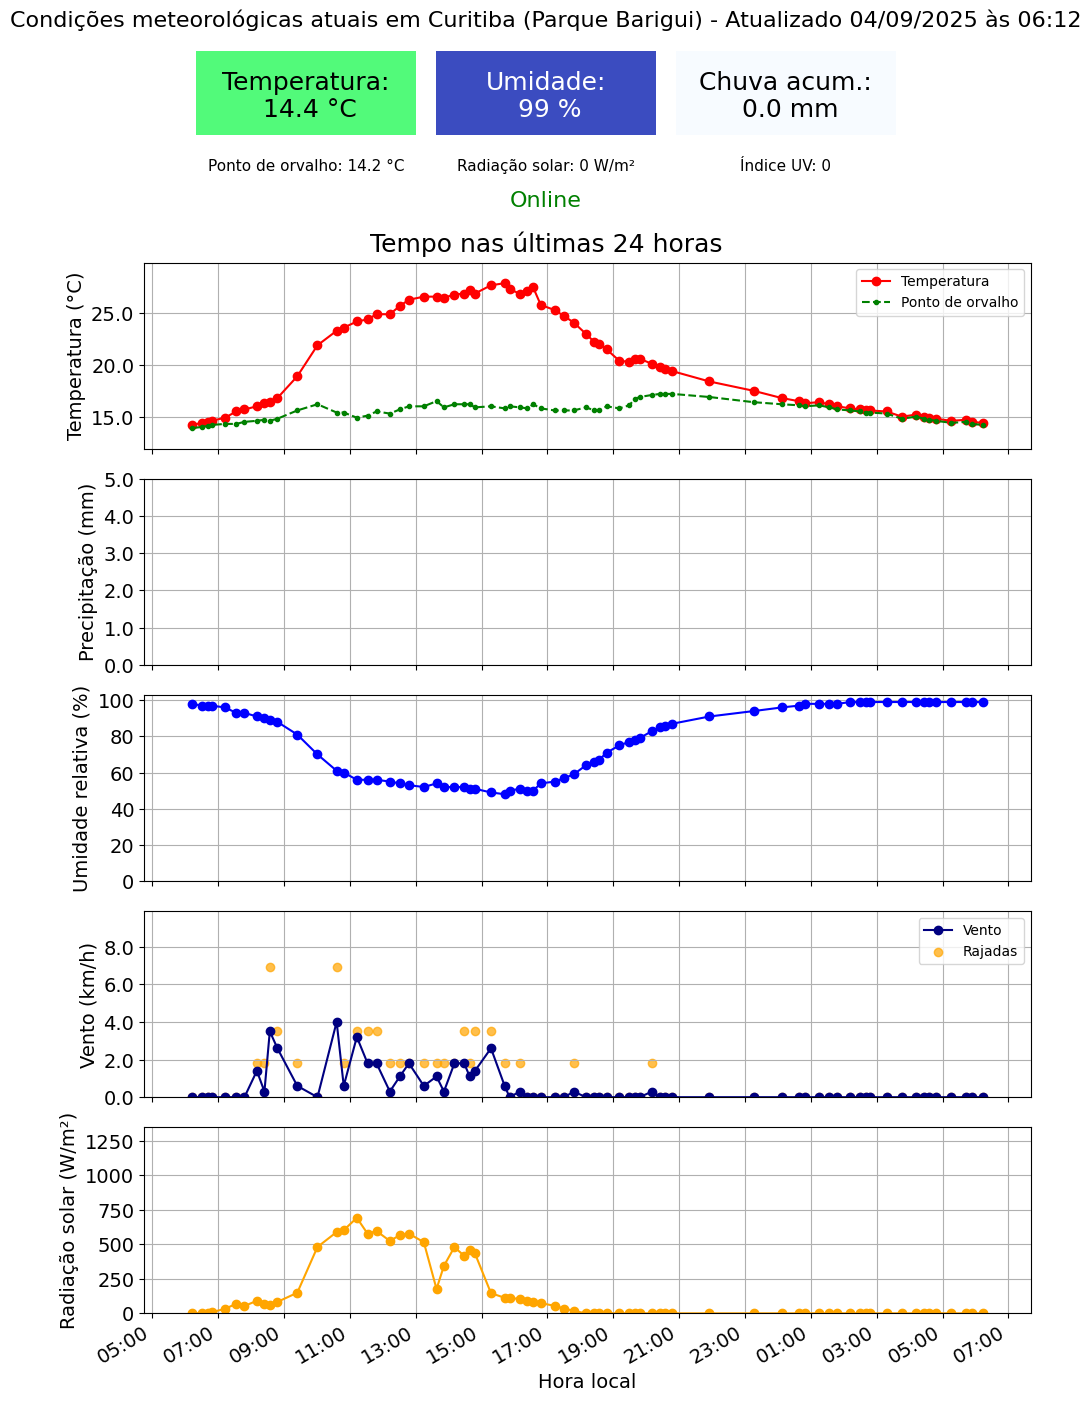 Condições meteorológicas atuais em Curitiba (Parque Barigui) - Atualizado 04/09/2025 às 06:12
Temperatura:
14.4 °C
Umidade:
99 %
Chuva acum.:
0.0 mm
Ponto de orvalho: 14.2 °C
Radiação solar: 0 W/m²
Índice UV: 0
Online
Tempo nas últimas 24 horas
Temperatura (°C)
25.0
20.0
15.0
Temperatura
Ponto de orvalho
Precipitação (mm)
5.0
4.0
3.0
2.0
1.0
0.0
Umidade relativa (%)
100
80
60
40
20
0
Vento (km/h)
8.0
6.0
4.0
2.0
0.0
Vento
Rajadas
Radiação solar (W/m²)
1250
1000
750
500
250
0
05:00
07:00
09:00
11:00
13:00
15:00
17:00
19:00
21:00
23:00
01:00
03:00
05:00
07:00
Hora local